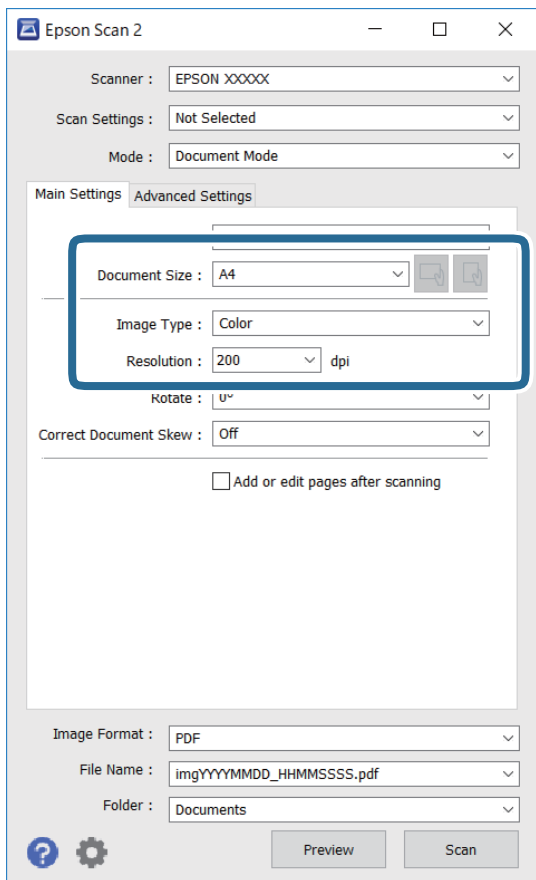 Epson Scan 2
Scanner : EPSON XXXXX
Scan Settings : Not Selected
Mode : Document Mode
Main Settings Advanced Settings
Document Size : A4
Image Type : Color
Resolution : 200 dpi
Rotate : 0°
Correct Document Skew : Off
Add or edit pages after scanning
Image Format : PDF
File Name : imgYYYYMMDD_HHMMSSSS.pdf
Folder : Documents
? Preview Scan